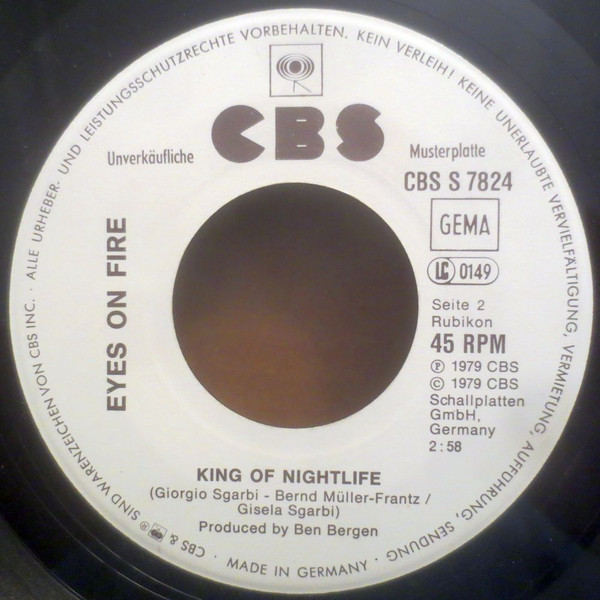 ALLE URHEBER- UND LEISTUNGSSCHUTZRECHTE VORBEHALTEN. KEIN VERLEIH! KEINE UNERLAUBTE VERVIELFÄLTIGUNG, VERMIETUNG, AUFFÜHRUNG, SENDUNG
CBS
Unverkäufliche
Musterplatte
CBS S 7824
GEMA
LC 0149
EYES ON FIRE
Seite 2
Rubikon
45 RPM
Ⓟ 1979 CBS
© 1979 CBS
Schallplatten
GmbH,
Germany
2:58
KING OF NIGHTLIFE
(Giorgio Sgarbi - Bernd Müller-Frantz /
Gisela Sgarbi)
Produced by Ben Bergen
· MADE IN GERMANY ·
CBS & ® SIND WARENZEICHEN VON CBS INC. ·